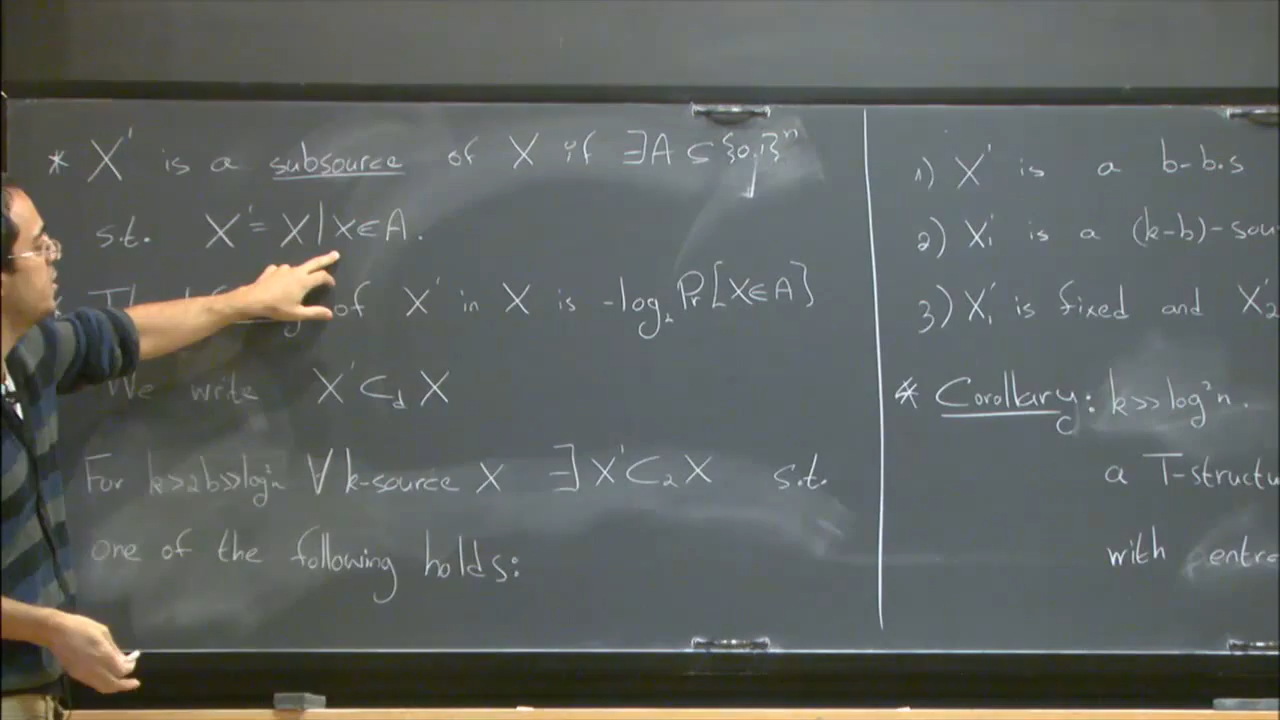 * X' is a subsource of X if ∃A ⊆ {0,1}ⁿ
s.t. X' = X|X∈A.
of X' in X is -log₂ Pr[X∈A]
We write X' ⊂_d X
For k>2b≫log²n ∀ k-source X ∃X'⊂₂X s.t.
one of the following holds:
1) X' is a b-b.s
2) X'₁ is a (k-b)-sou
3) X'₁ is fixed and X'₂
* Corollary: k≫log²n.
a T-structu
with entro